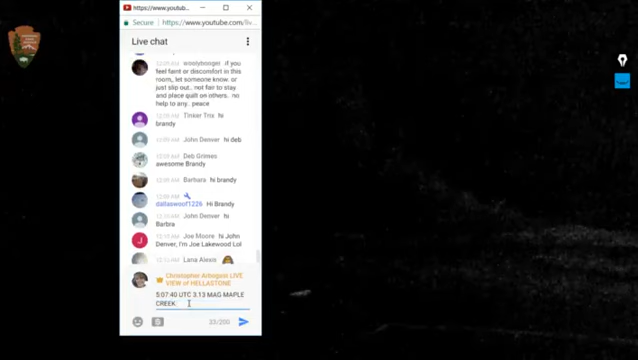 https://www.youtub...
Secure | https://www.youtube.com/liv
Live chat
woolybooger if you
feel faint or discomfort in this
room, let someone know. or
just slip out.. not fair to stay
and place guilt on others.. no
help to any.. peace
Tinker Trix hi
brandy
John Denver hi deb
Deb Grimes
awesome Brandy
Barbara hi brandy
dallaswoof1226 Hi Brandy
John Denver hi
Barbra
Joe Moore hi John
Denver, I'm Joe Lakewood Lol
Lana Alexis
Christopher Arbogast LIVE
VIEW of HELLASTONE
5:07:40 UTC 3.13 MAG MAPLE
CREEK
33/200